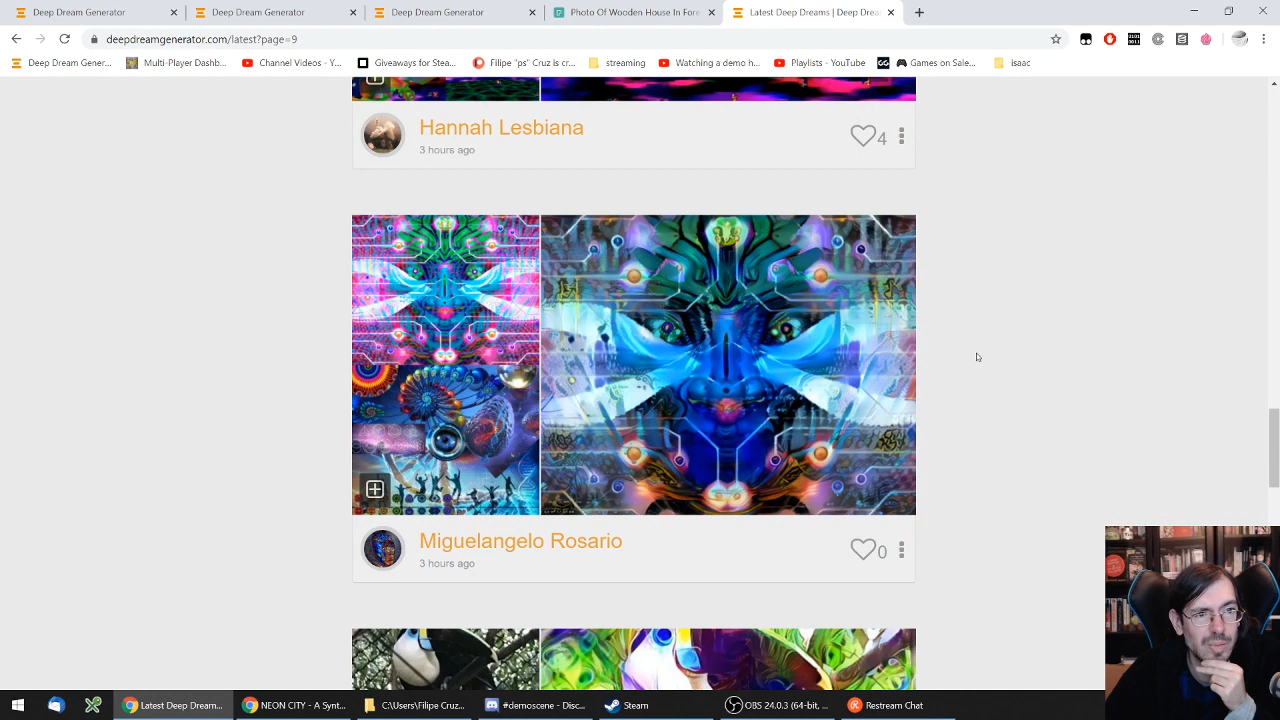 Deep Dream Generator
Deep Dream Generator
Deep Dream Generator
Photo Of Wooden House In Fore
Latest Deep Dreams | Deep Drea
deepdreamgenerator.com/latest?page=9
Deep Dream Gener...
Multi-Player Dashbo...
Channel Videos - Y...
Giveaways for Stea...
Filipe "ps" Cruz is cr...
streaming
Watching a demo h...
Playlists - YouTube
Games on Sale...
isaac
Hannah Lesbiana
4
3 hours ago
Miguelangelo Rosario
0
3 hours ago
Latest Deep Dream...
NEON CITY - A Synt...
C:\Users\Filipe Cruz...
#demoscene - Disc...
Steam
OBS 24.0.3 (64-bit, ...
Restream Chat